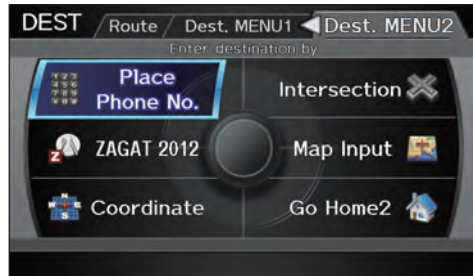 DEST Route Dest. MENU1 Dest. MENU2
Enter destination by
Place
Phone No.
Intersection
ZAGAT 2012
Map Input
Coordinate
Go Home2